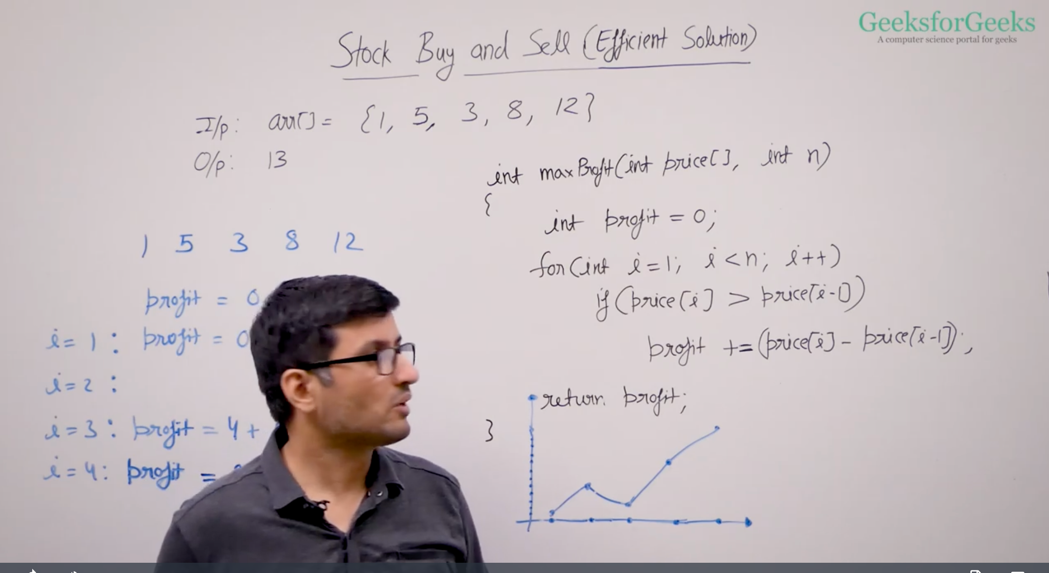 GeeksforGeeks
A computer science portal for geeks
Stock Buy and Sell (Efficient Solution)
I/p: arr[] = {1, 5, 3, 8, 12}
O/p: 13
int maxProfit(int price[], int n)
{
int profit = 0;
for(int i=1; i<n; i++)
if(price[i] > price[i-1])
profit += (price[i] - price[i-1]);
return profit;
}
1 5 3 8 12
profit = 0
i = 1: profit = 0
i = 2:
i = 3: profit = 4 +
i = 4: profit =